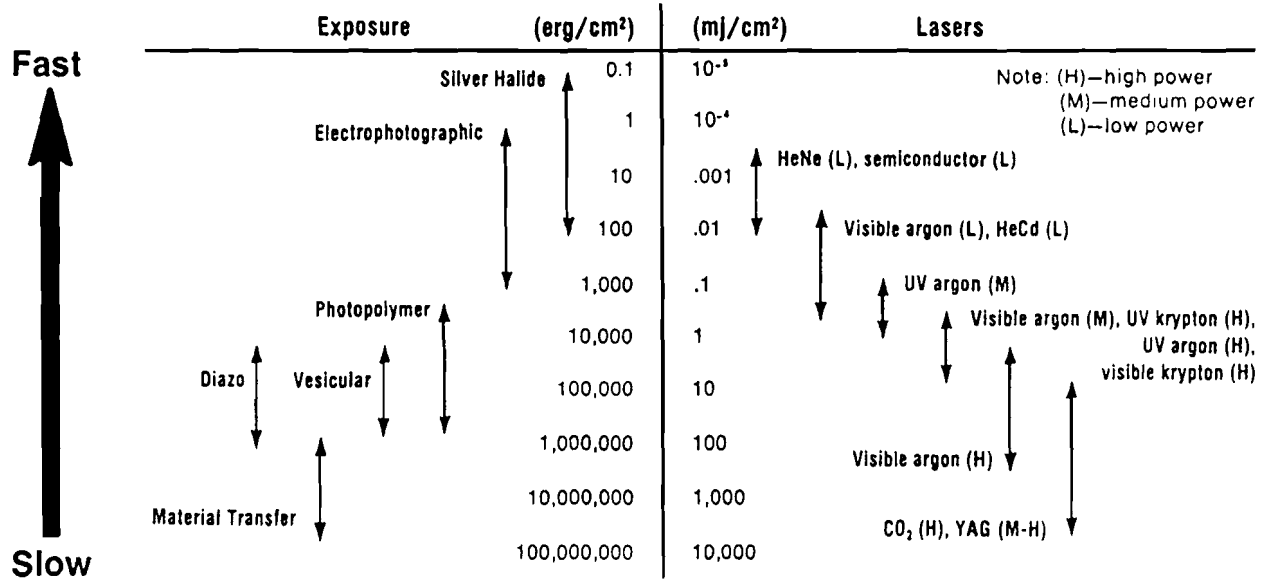 Exposure (erg/cm²) (mj/cm²) Lasers
Fast
Silver Halide 0.1 10⁻⁵
Note: (H)—high power
(M)—medium power
(L)—low power
Electrophotographic 1 10⁻⁴
HeNe (L), semiconductor (L)
10 .001
100 .01 Visible argon (L), HeCd (L)
1,000 .1 UV argon (M)
Photopolymer
Visible argon (M), UV krypton (H),
10,000 1
UV argon (H),
visible krypton (H)
Diazo Vesicular 100,000 10
1,000,000 100
Visible argon (H)
10,000,000 1,000
Material Transfer
CO₂ (H), YAG (M-H)
100,000,000 10,000
Slow